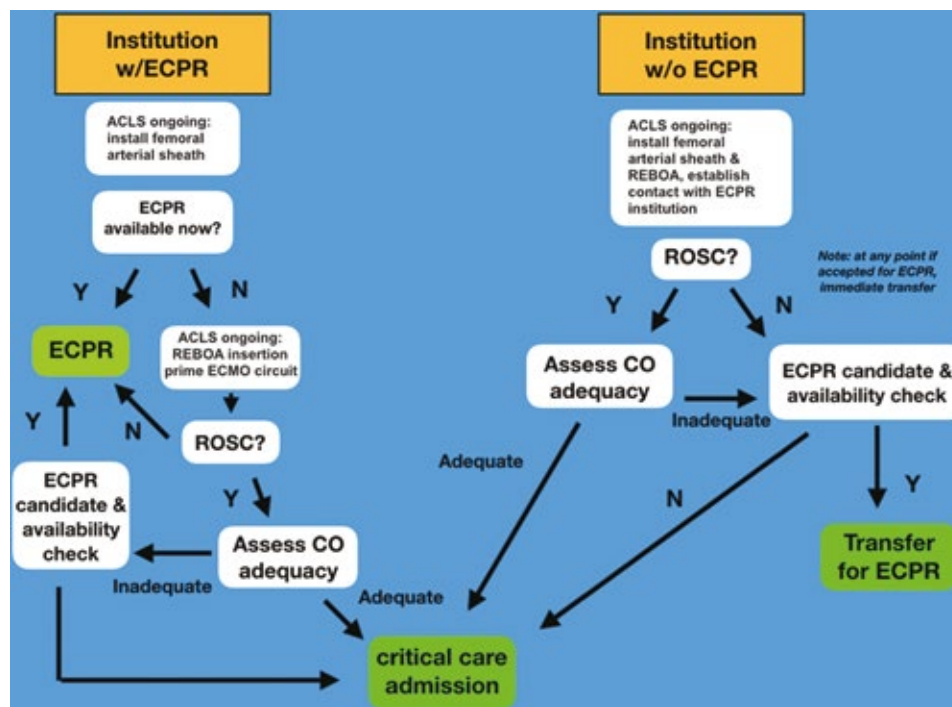 Institution
w/ECPR
ACLS ongoing:
install femoral
arterial sheath
ECPR
available now?
Y
N
ECPR
ACLS ongoing:
REBOA insertion
prime ECMO circuit
Y
N
ROSC?
ECPR
candidate &
availability
check
Y
Assess CO
adequacy
Inadequate
Adequate
Institution
w/o ECPR
ACLS ongoing:
install femoral
arterial sheath &
REBOA, establish
contact with ECPR
institution
ROSC?
Note: at any point if
accepted for ECPR,
immediate transfer
Y
N
Assess CO
adequacy
Inadequate
ECPR candidate &
availability check
Adequate
N
Y
Transfer
for ECPR
critical care
admission